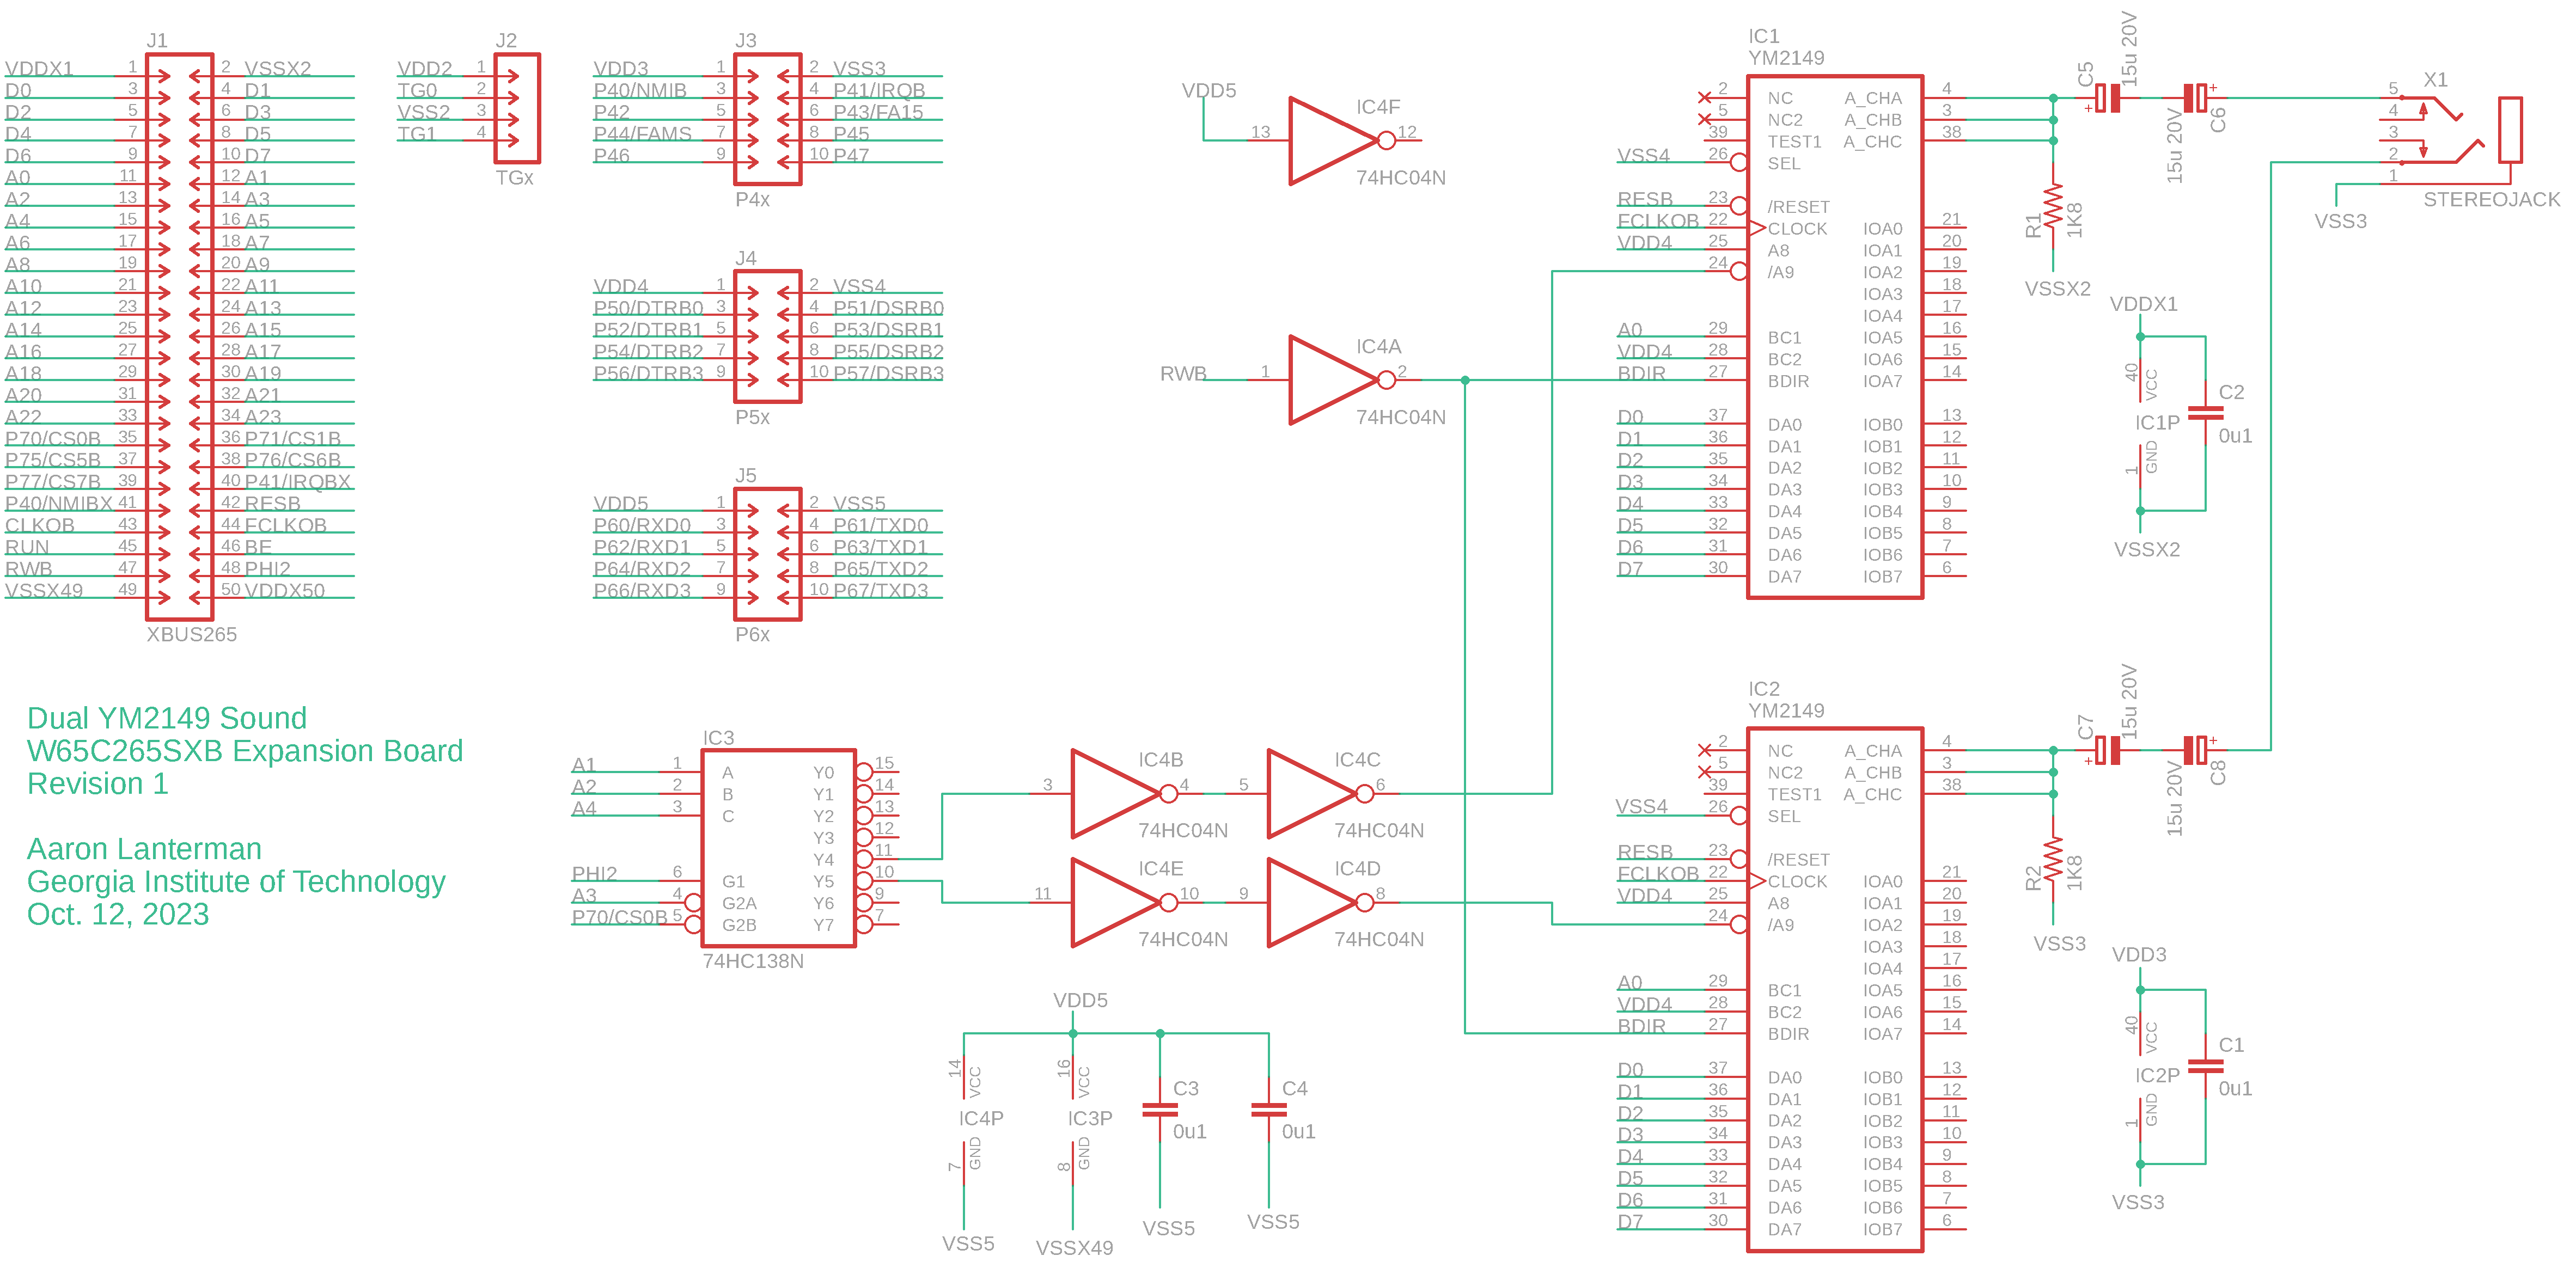 J1
VDDX1 1 2 VSSX2
D0 3 4 D1
D2 5 6 D3
D4 7 8 D5
D6 9 10 D7
A0 11 12 A1
A2 13 14 A3
A4 15 16 A5
A6 17 18 A7
A8 19 20 A9
A10 21 22 A11
A12 23 24 A13
A14 25 26 A15
A16 27 28 A17
A18 29 30 A19
A20 31 32 A21
A22 33 34 A23
P70/CS0B 35 36 P71/CS1B
P75/CS5B 37 38 P76/CS6B
P77/CS7B 39 40 P41/IRQBX
P40/NMIBX 41 42 RESB
CLKOB 43 44 FCLKOB
RUN 45 46 BE
RWB 47 48 PHI2
VSSX49 49 50 VDDX50
XBUS265
J2
VDD2 1
TG0 2
VSS2 3
TG1 4
TGx
J3
VDD3 1 2 VSS3
P40/NMIB 3 4 P41/IRQB
P42 5 6 P43/FA15
P44/FAMS 7 8 P45
P46 9 10 P47
P4x
J4
VDD4 1 2 VSS4
P50/DTRB0 3 4 P51/DSRB0
P52/DTRB1 5 6 P53/DSRB1
P54/DTRB2 7 8 P55/DSRB2
P56/DTRB3 9 10 P57/DSRB3
P5x
J5
VDD5 1 2 VSS5
P60/RXD0 3 4 P61/TXD0
P62/RXD1 5 6 P63/TXD1
P64/RXD2 7 8 P65/TXD2
P66/RXD3 9 10 P67/TXD3
P6x
VDD5
13 12
IC4F
74HC04N
RWB 1 2
IC4A
74HC04N
IC1
YM2149
2 NC A_CHA 4
5 NC2 A_CHB 3
39 TEST1 A_CHC 38
VSS4 26 SEL
RESB 23 /RESET
FCLKOB 22 CLOCK IOA0 21
VDD4 25 A8 IOA1 20
24 /A9 IOA2 19
IOA3 18
IOA4 17
A0 29 BC1 IOA5 16
VDD4 28 BC2 IOA6 15
BDIR 27 BDIR IOA7 14
D0 37 DA0 IOB0 13
D1 36 DA1 IOB1 12
D2 35 DA2 IOB2 11
D3 34 DA3 IOB3 10
D4 33 DA4 IOB4 9
D5 32 DA5 IOB5 8
D6 31 DA6 IOB6 7
D7 30 DA7 IOB7 6
C5
+
15u 20V
15u 20V
+
C6
R1
1K8
VSSX2
X1
5
4
3
2
1
STEREOJACK
VSS3
VDDX1
40
VCC
IC1P
1
GND
C2
0u1
VSSX2
Dual YM2149 Sound
W65C265SXB Expansion Board
Revision 1
Aaron Lanterman
Georgia Institute of Technology
Oct. 12, 2023
IC3
A1 1 A Y0 15
A2 2 B Y1 14
A4 3 C Y2 13
Y3 12
Y4 11
PHI2 6 G1 Y5 10
A3 4 G2A Y6 9
P70/CS0B 5 G2B Y7 7
74HC138N
IC4B
3 4
74HC04N
IC4C
5 6
74HC04N
IC4E
11 10
74HC04N
IC4D
9 8
74HC04N
VDD5
14
VCC
IC4P
7
GND
VSS5
16
VCC
IC3P
8
GND
VSSX49
C3
0u1
VSS5
C4
0u1
VSS5
IC2
YM2149
2 NC A_CHA 4
5 NC2 A_CHB 3
39 TEST1 A_CHC 38
VSS4 26 SEL
RESB 23 /RESET
FCLKOB 22 CLOCK IOA0 21
VDD4 25 A8 IOA1 20
24 /A9 IOA2 19
IOA3 18
IOA4 17
A0 29 BC1 IOA5 16
VDD4 28 BC2 IOA6 15
BDIR 27 BDIR IOA7 14
D0 37 DA0 IOB0 13
D1 36 DA1 IOB1 12
D2 35 DA2 IOB2 11
D3 34 DA3 IOB3 10
D4 33 DA4 IOB4 9
D5 32 DA5 IOB5 8
D6 31 DA6 IOB6 7
D7 30 DA7 IOB7 6
C7
+
15u 20V
15u 20V
+
C8
R2
1K8
VSS3
VDD3
40
VCC
IC2P
1
GND
C1
0u1
VSS3